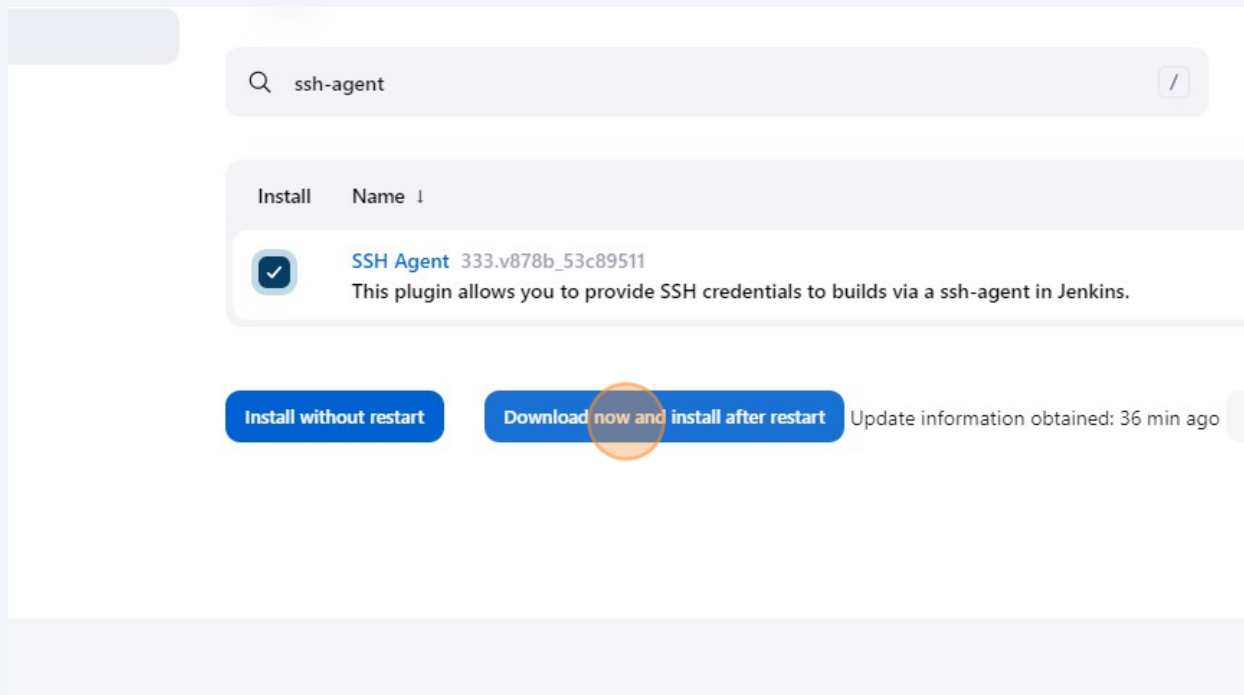 ssh-agent /
Install Name ↓
SSH Agent 333.v878b_53c89511
This plugin allows you to provide SSH credentials to builds via a ssh-agent in Jenkins.
Install without restart Download now and install after restart Update information obtained: 36 min ago